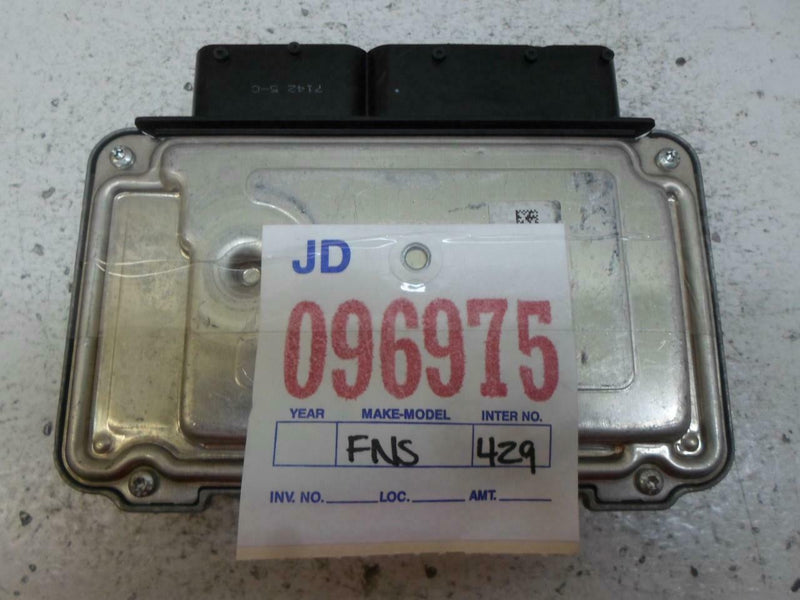 7142 5-C
JD
096975
YEAR MAKE-MODEL INTER NO.
FNS 429
INV. NO. LOC. AMT.